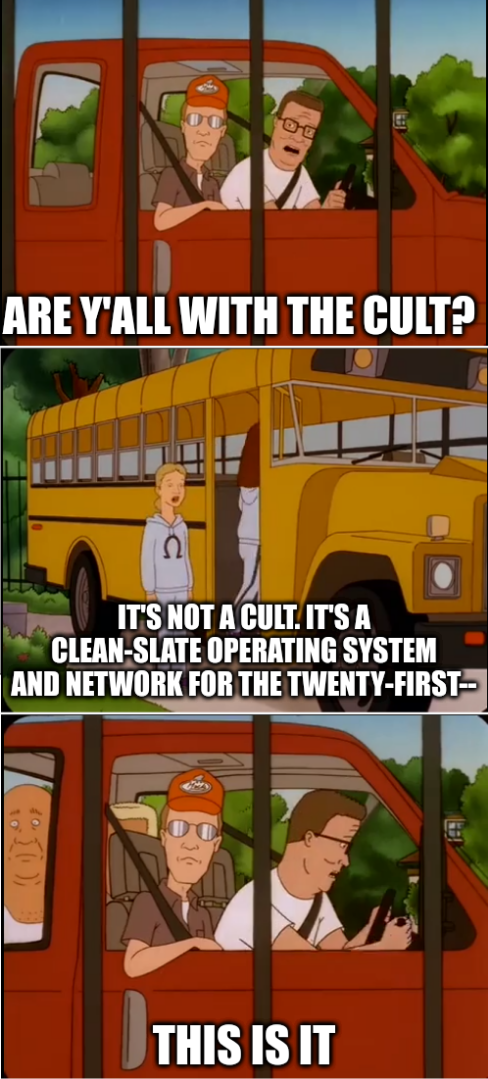 ARE Y'ALL WITH THE CULT?
IT'S NOT A CULT. IT'S A
CLEAN-SLATE OPERATING SYSTEM
AND NETWORK FOR THE TWENTY-FIRST--
THIS IS IT